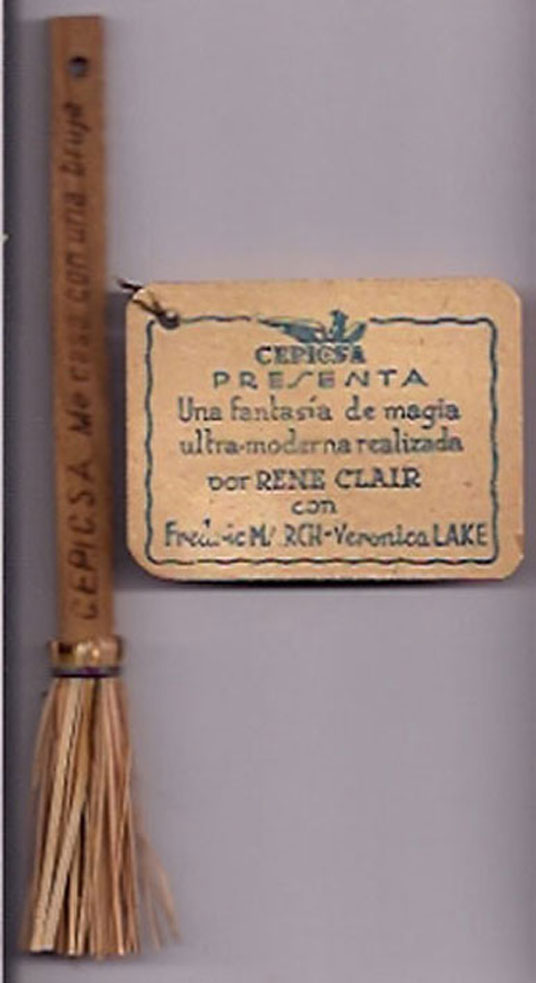 CEPICSA Me caso con una bruja
CEPICSA
PRESENTA
Una fantasía de magia
ultra-moderna realizada
por RENE CLAIR
con
Fredric MARCH-Veronica LAKE